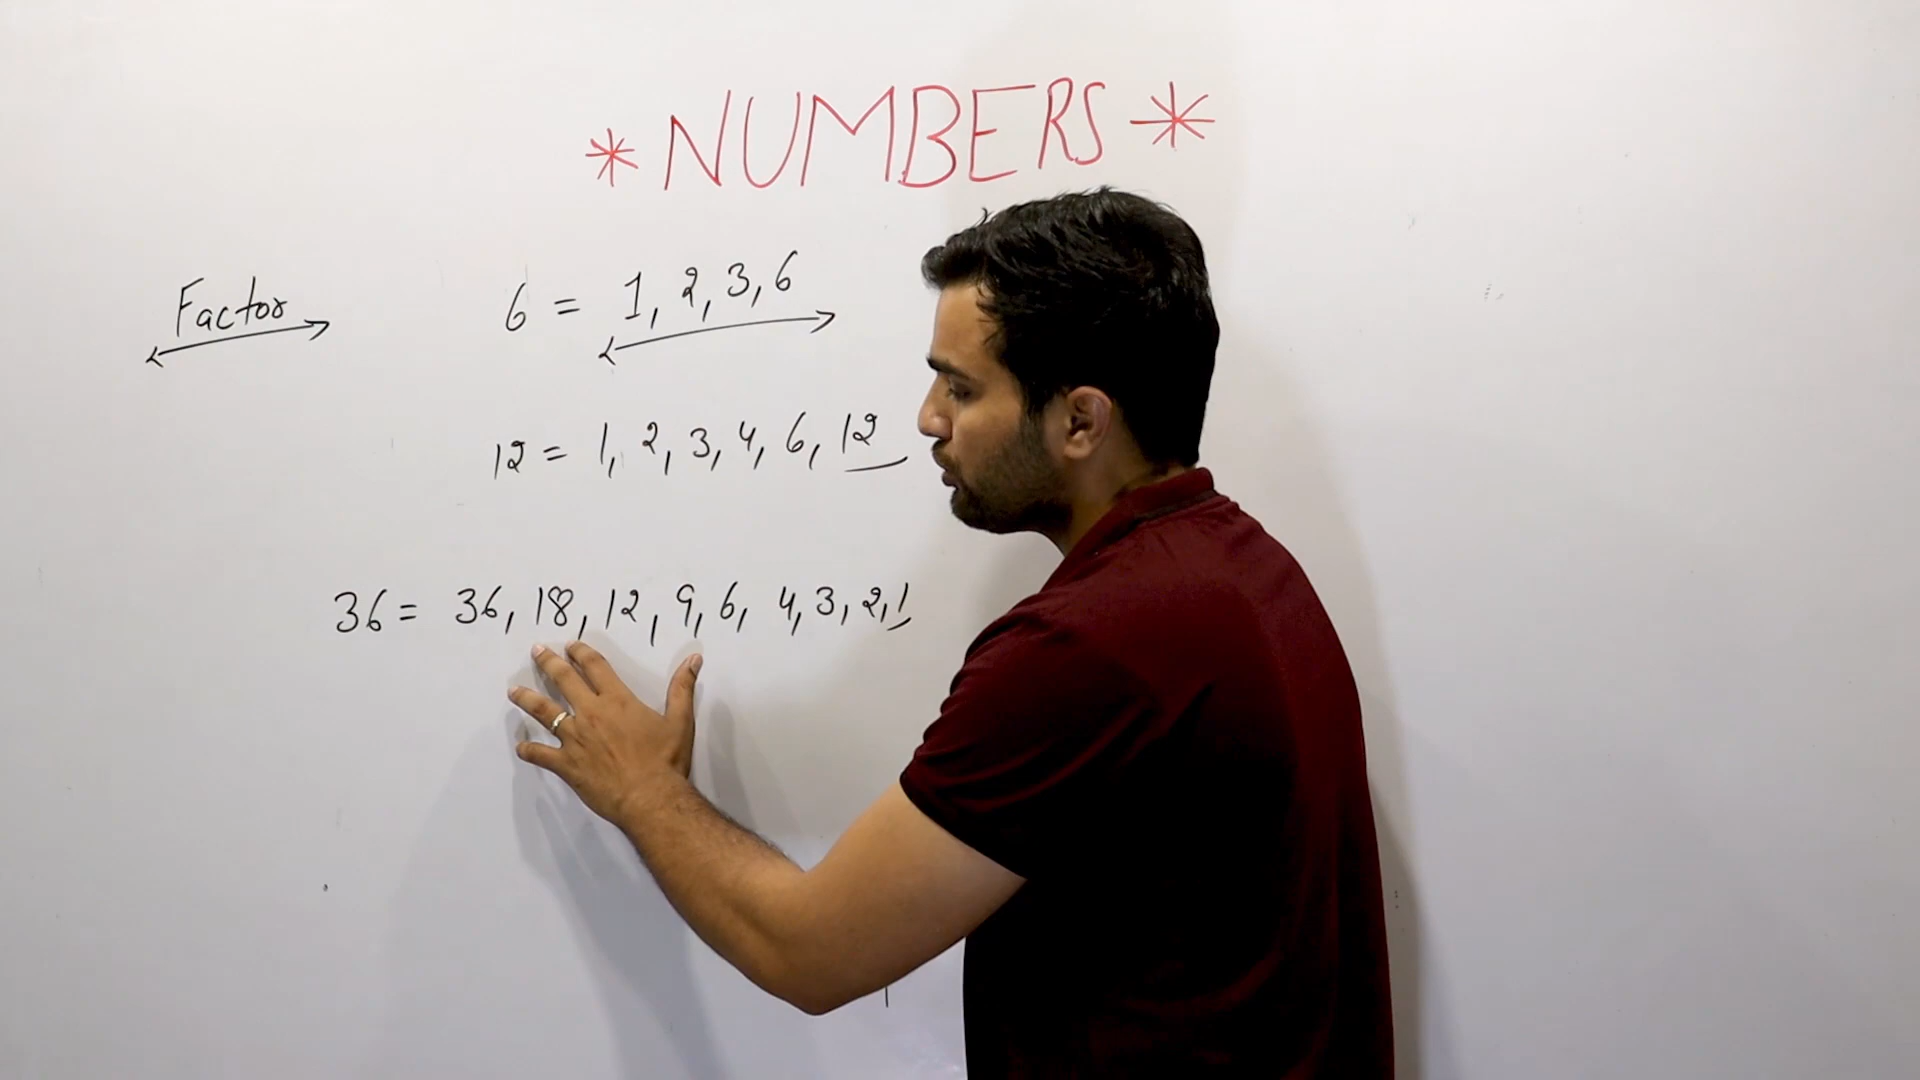 * NUMBERS *
Factor
6 = 1, 2, 3, 6
12 = 1, 2, 3, 4, 6, 12
36 = 36, 18, 12, 9, 6, 4, 3, 2, 1